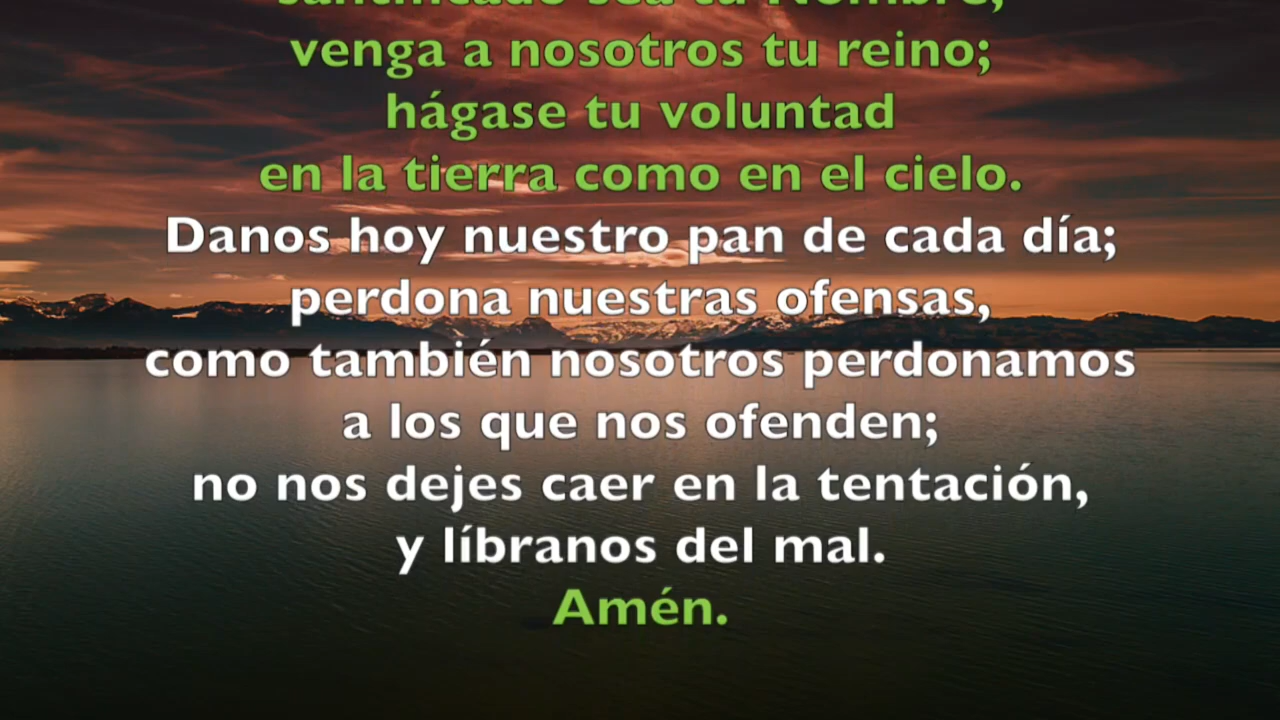 santificado sea tu Nombre,
venga a nosotros tu reino;
hágase tu voluntad
en la tierra como en el cielo.
Danos hoy nuestro pan de cada día;
perdona nuestras ofensas,
como también nosotros perdonamos
a los que nos ofenden;
no nos dejes caer en la tentación,
y líbranos del mal.
Amén.